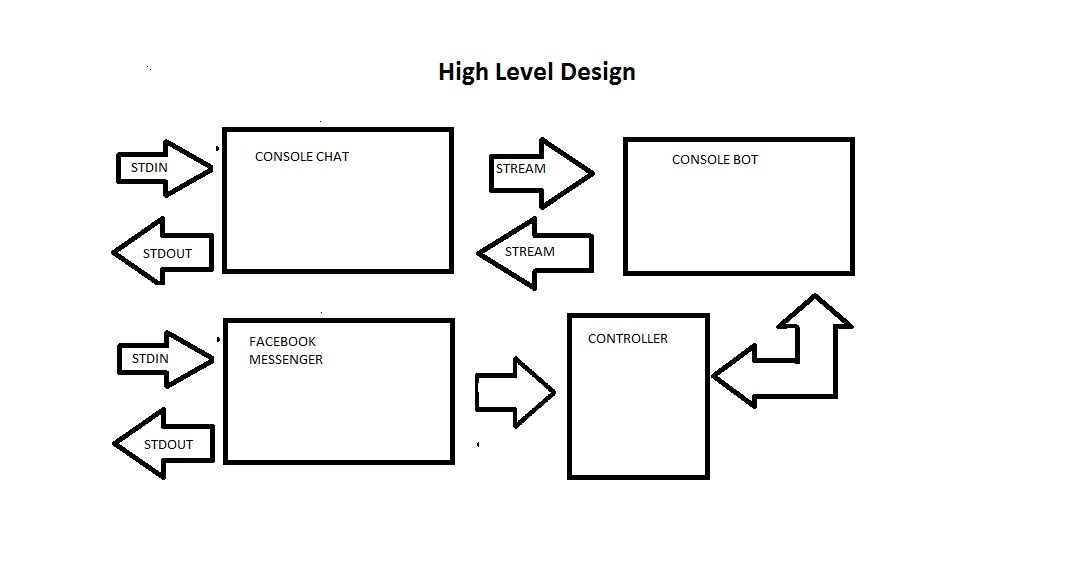 High Level Design
STDIN
CONSOLE CHAT
STREAM
CONSOLE BOT
STDOUT
STREAM
STDIN
FACEBOOK
MESSENGER
CONTROLLER
STDOUT